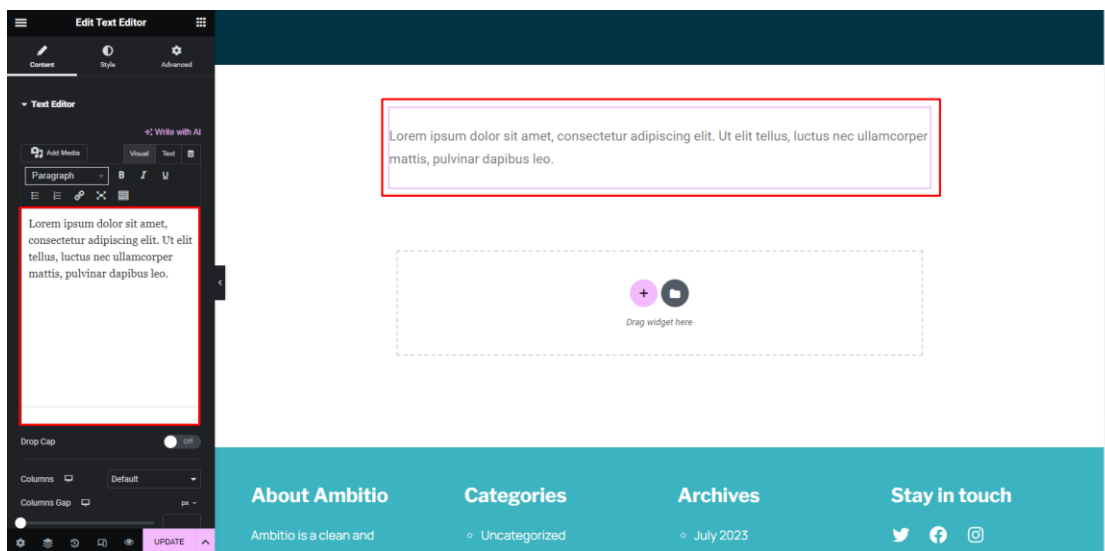 Edit Text Editor
Content
Style
Advanced
Text Editor
Write with AI
Add Media
Visual
Text
Paragraph
B I U
Lorem ipsum dolor sit amet,
consectetur adipiscing elit. Ut elit
tellus, luctus nec ullamcorper
mattis, pulvinar dapibus leo.
Drop Cap
Off
Columns
Default
Columns Gap
px
UPDATE
Lorem ipsum dolor sit amet, consectetur adipiscing elit. Ut elit tellus, luctus nec ullamcorper
mattis, pulvinar dapibus leo.
Drag widget here
About Ambitio
Ambitio is a clean and
Categories
Uncategorized
Archives
July 2023
Stay in touch